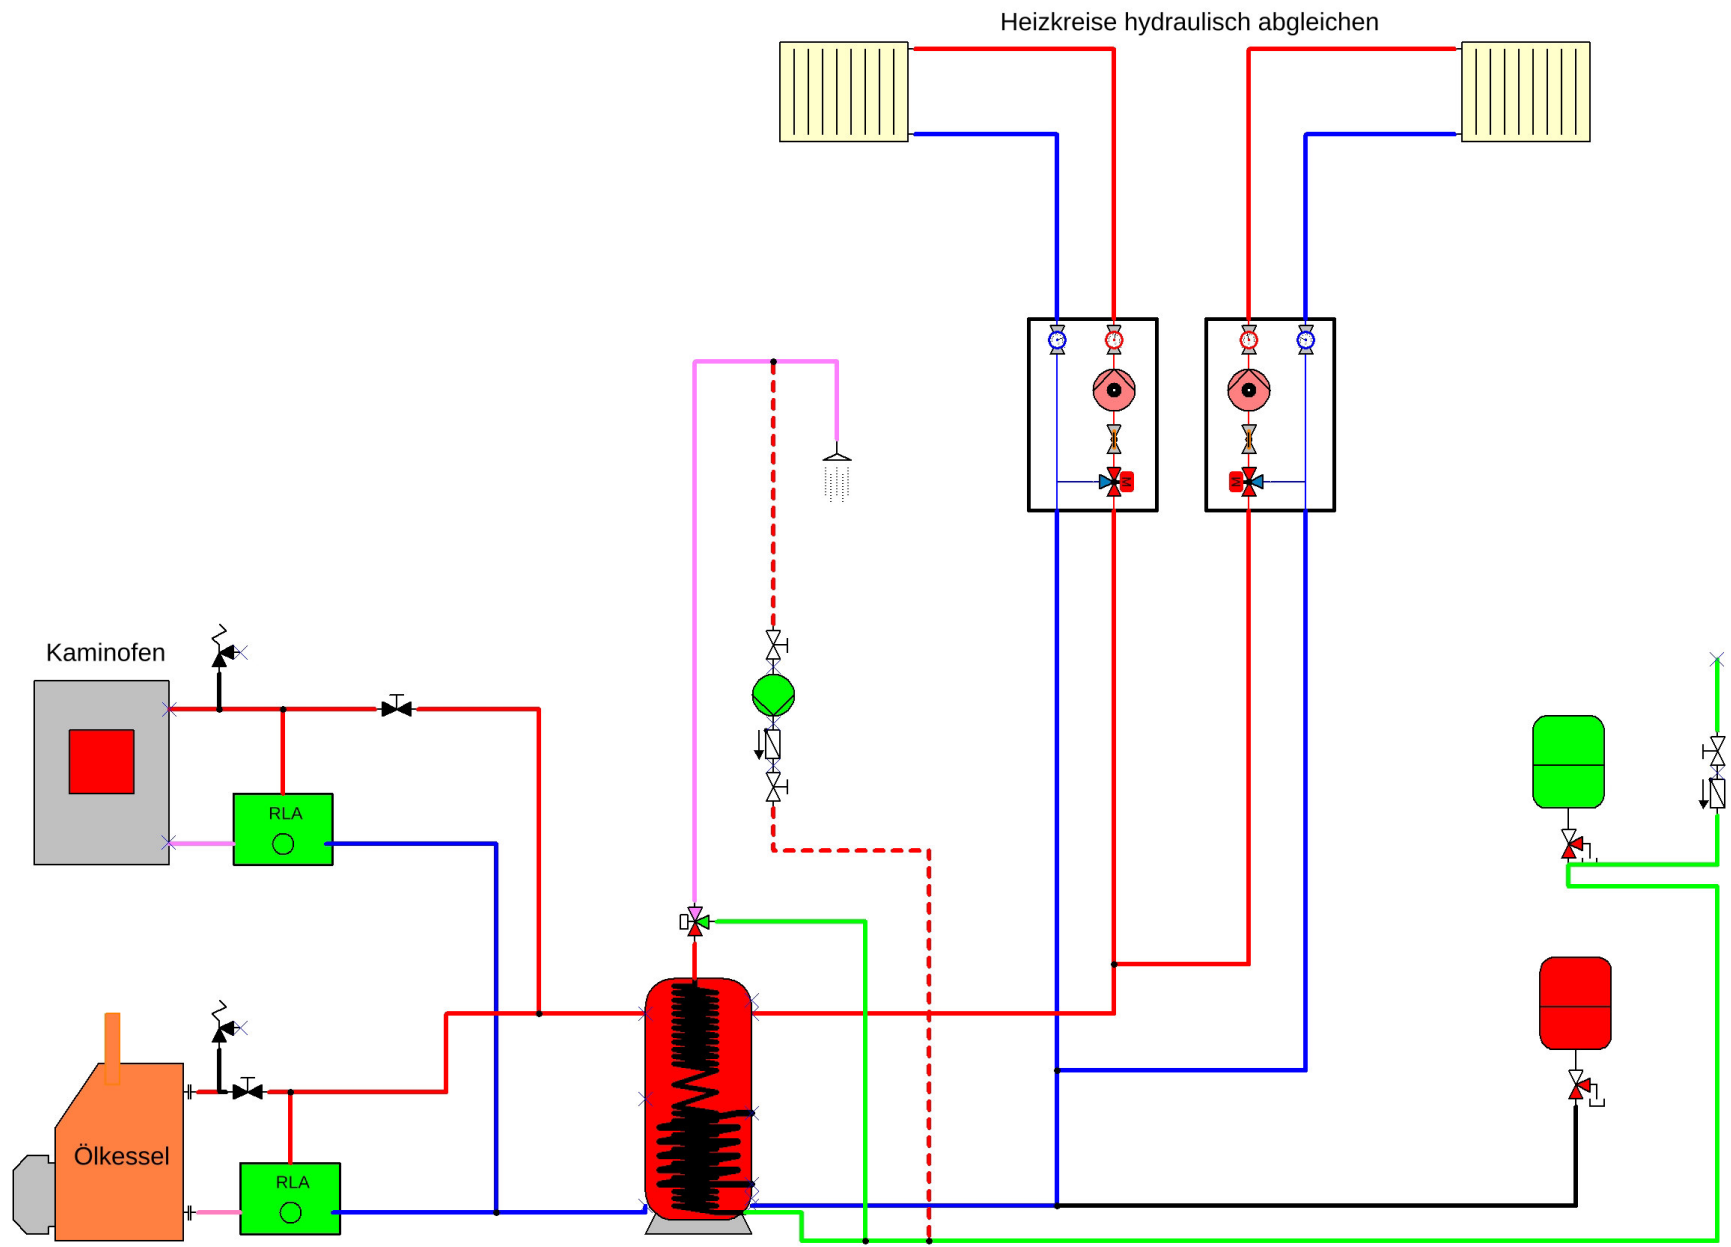 Heizkreise hydraulisch abgleichen
M
M
Kaminofen
RLA
Ölkessel
RLA